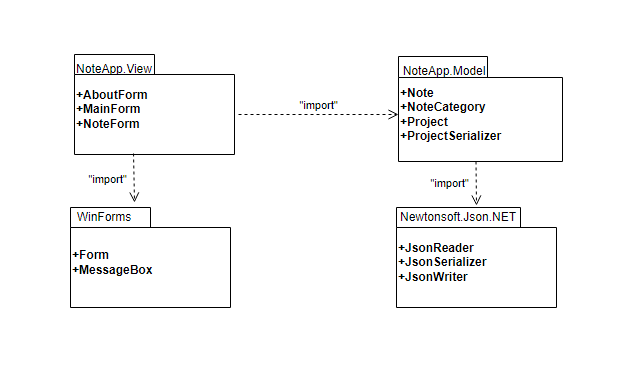 NoteApp.View
+AboutForm
+MainForm
+NoteForm
"import"
NoteApp.Model
+Note
+NoteCategory
+Project
+ProjectSerializer
"import"
"import"
WinForms
+Form
+MessageBox
Newtonsoft.Json.NET
+JsonReader
+JsonSerializer
+JsonWriter